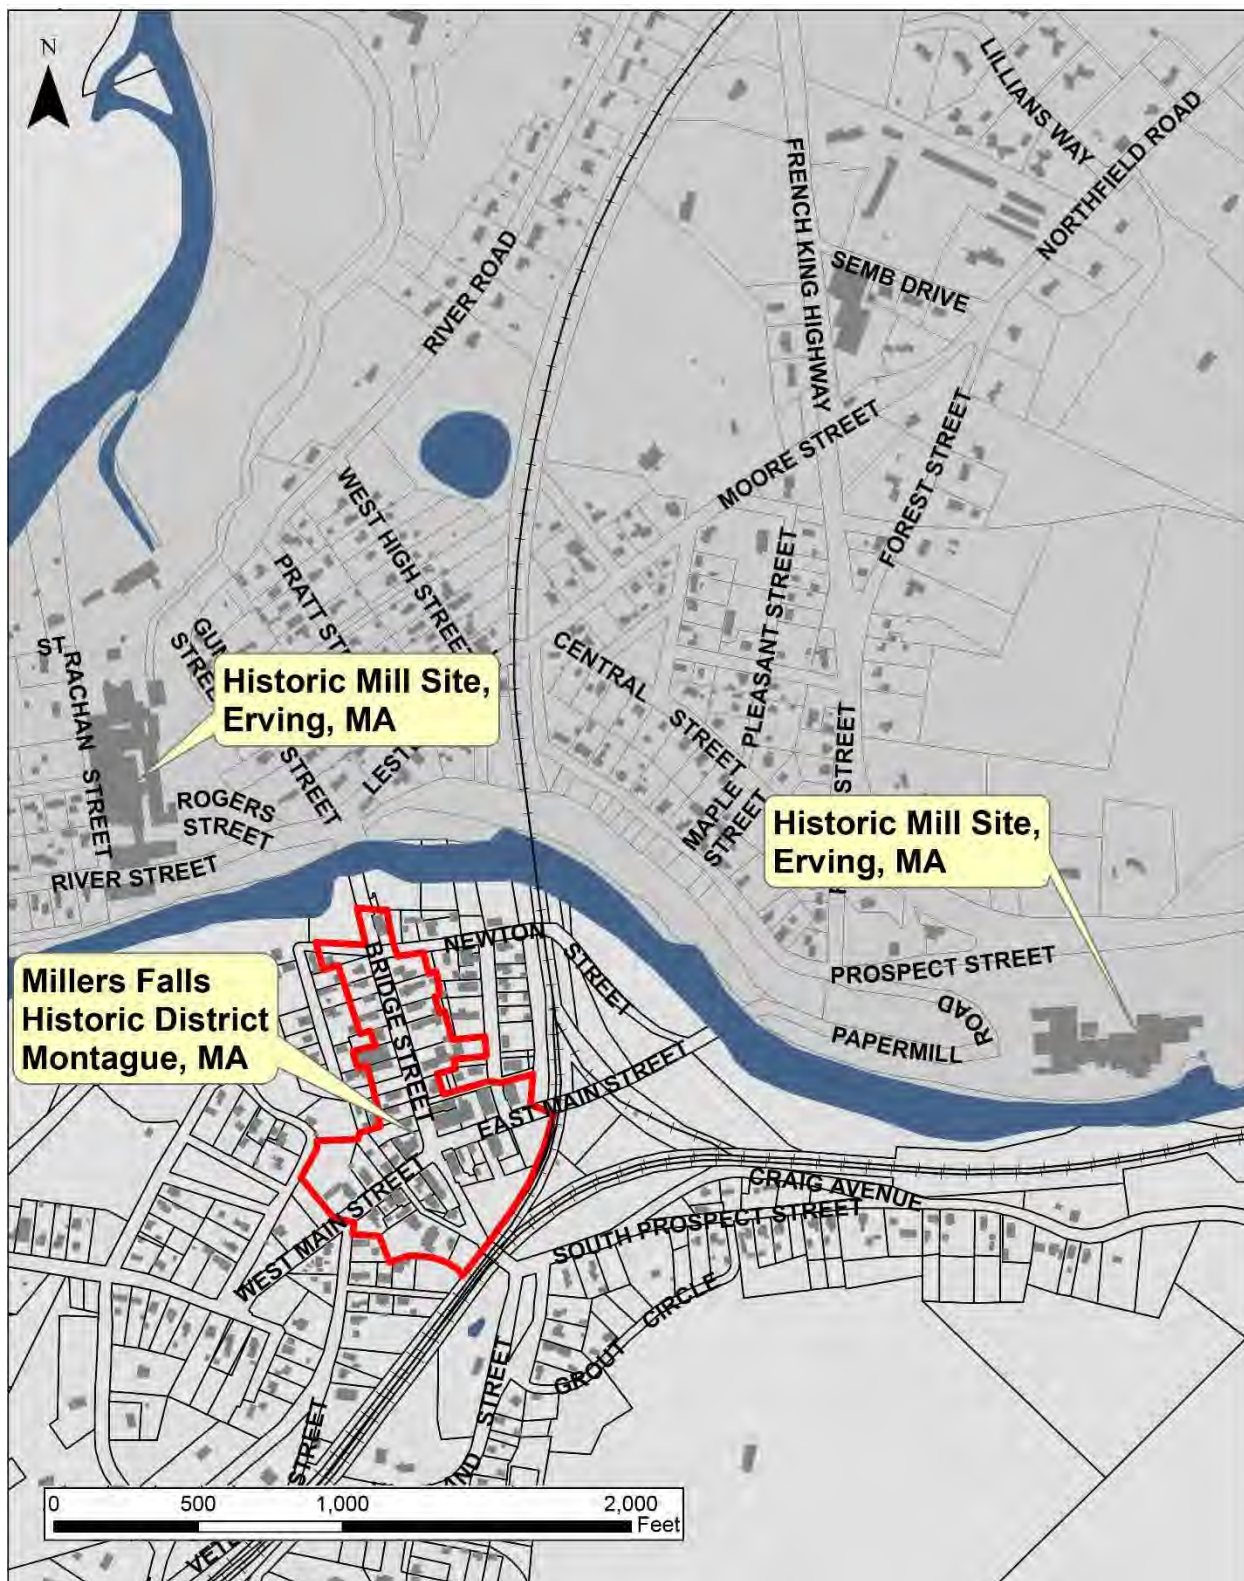 N
LILLIANS WAY
NORTHFIELD ROAD
FRENCH KING HIGHWAY
SEMB DRIVE
RIVER ROAD
MOORE STREET
FOREST STREET
WEST HIGH STREET
PRATT
PLEASANT STREET
CENTRAL STREET
STRACHAN STREET
Historic Mill Site,
Erving, MA
STREET
STREET
MAPLE
STREET
ROGERS
STREET
RIVER STREET
Historic Mill Site,
Erving, MA
NEWTON STREET
BRIDGE STREET
PROSPECT STREET
PAPERMILL ROAD
Millers Falls
Historic District
Montague, MA
EAST MAIN STREET
WEST MAIN STREET
CRAIG AVENUE
SOUTH PROSPECT STREET
GROUT CIRCLE
STREET
STREET
0 500 1,000 2,000
Feet